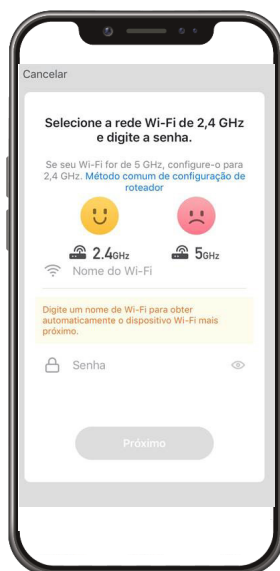 Cancelar
Selecione a rede Wi-Fi de 2,4 GHz
e digite a senha.
Se seu Wi-Fi for de 5 GHz, configure-o para
2,4 GHz. Método comum de configuração de
roteador
2.4GHz 5GHz
Nome do Wi-Fi
Digite um nome de Wi-Fi para obter
automaticamente o dispositivo Wi-Fi mais
próximo.
Senha
Próximo